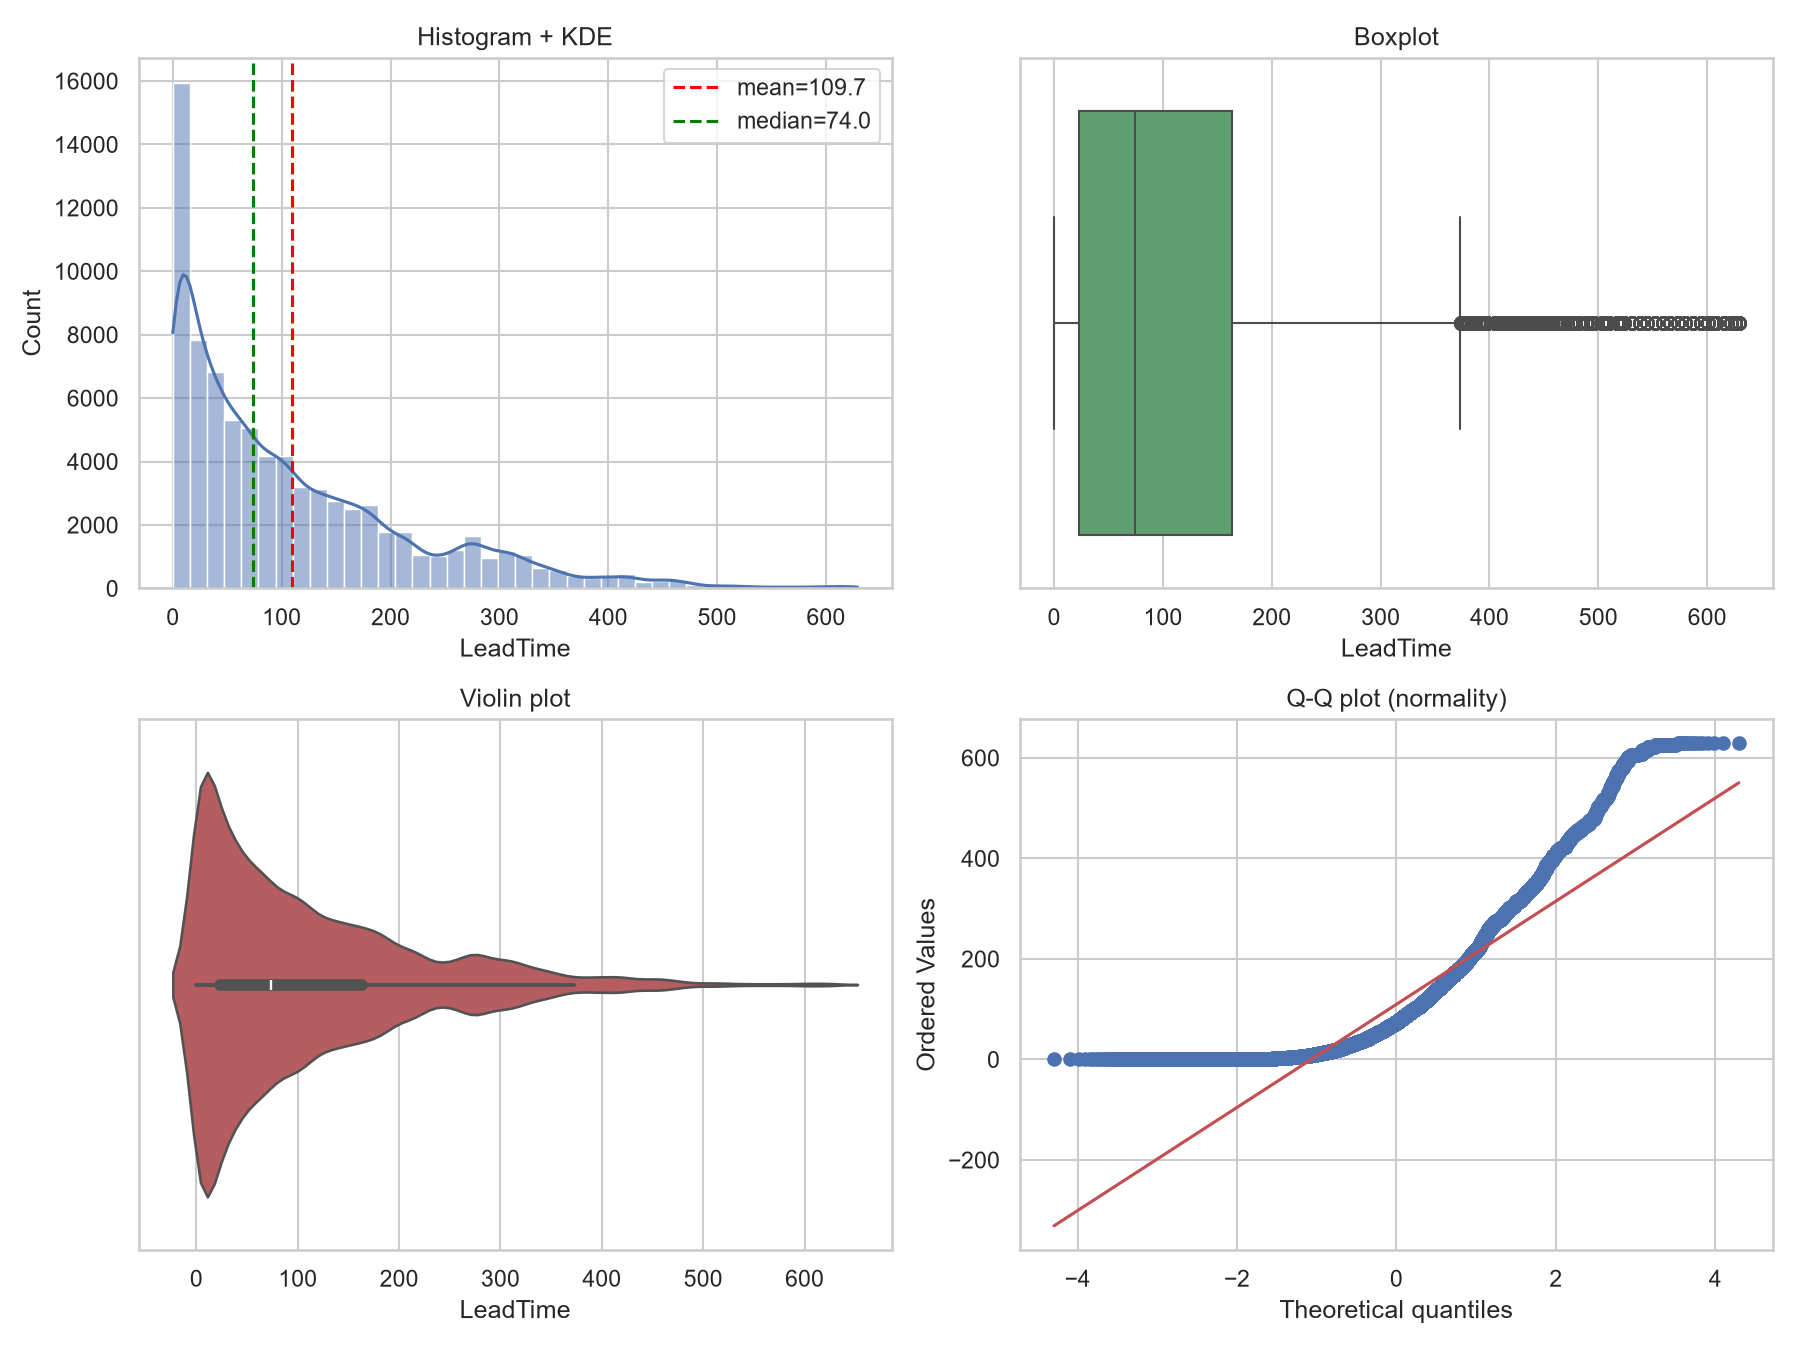 Histogram + KDE
mean=109.7
median=74.0
Count
16000
14000
12000
10000
8000
6000
4000
2000
0
0 100 200 300 400 500 600
LeadTime
Boxplot
0 100 200 300 400 500 600
LeadTime
Violin plot
0 100 200 300 400 500 600
LeadTime
Q-Q plot (normality)
Ordered Values
600
400
200
0
−200
−4 −2 0 2 4
Theoretical quantiles